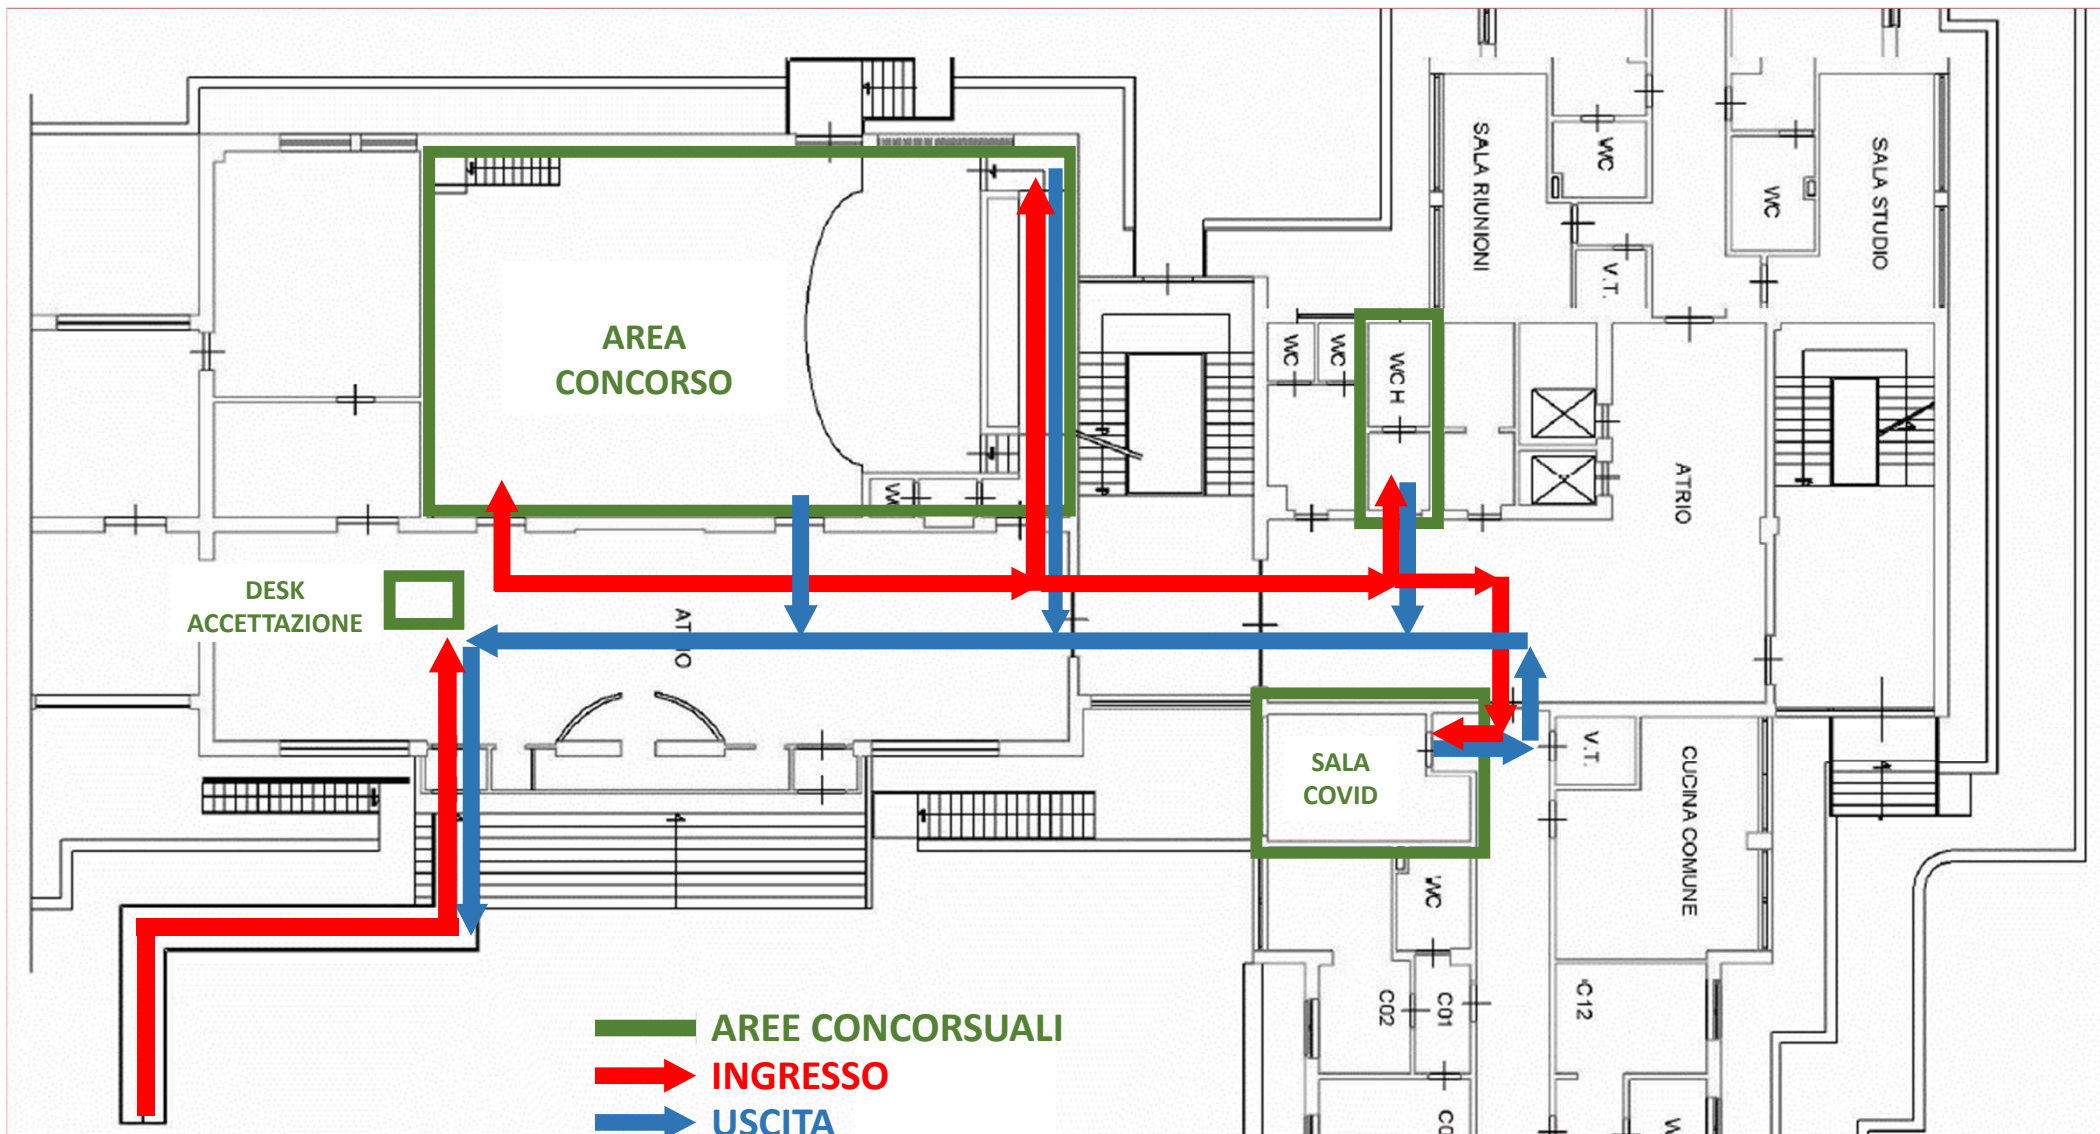 SALA RIUNIONI
WC
WC
SALA STUDIO
V.T.
AREA
CONCORSO
WC
WC
WC H
ATRIO
DESK
ACCETTAZIONE
SALA
COVID
V.T.
CUCINA COMUNE
WC
C02
C01
C12
AREE CONCORSUALI
INGRESSO
USCITA